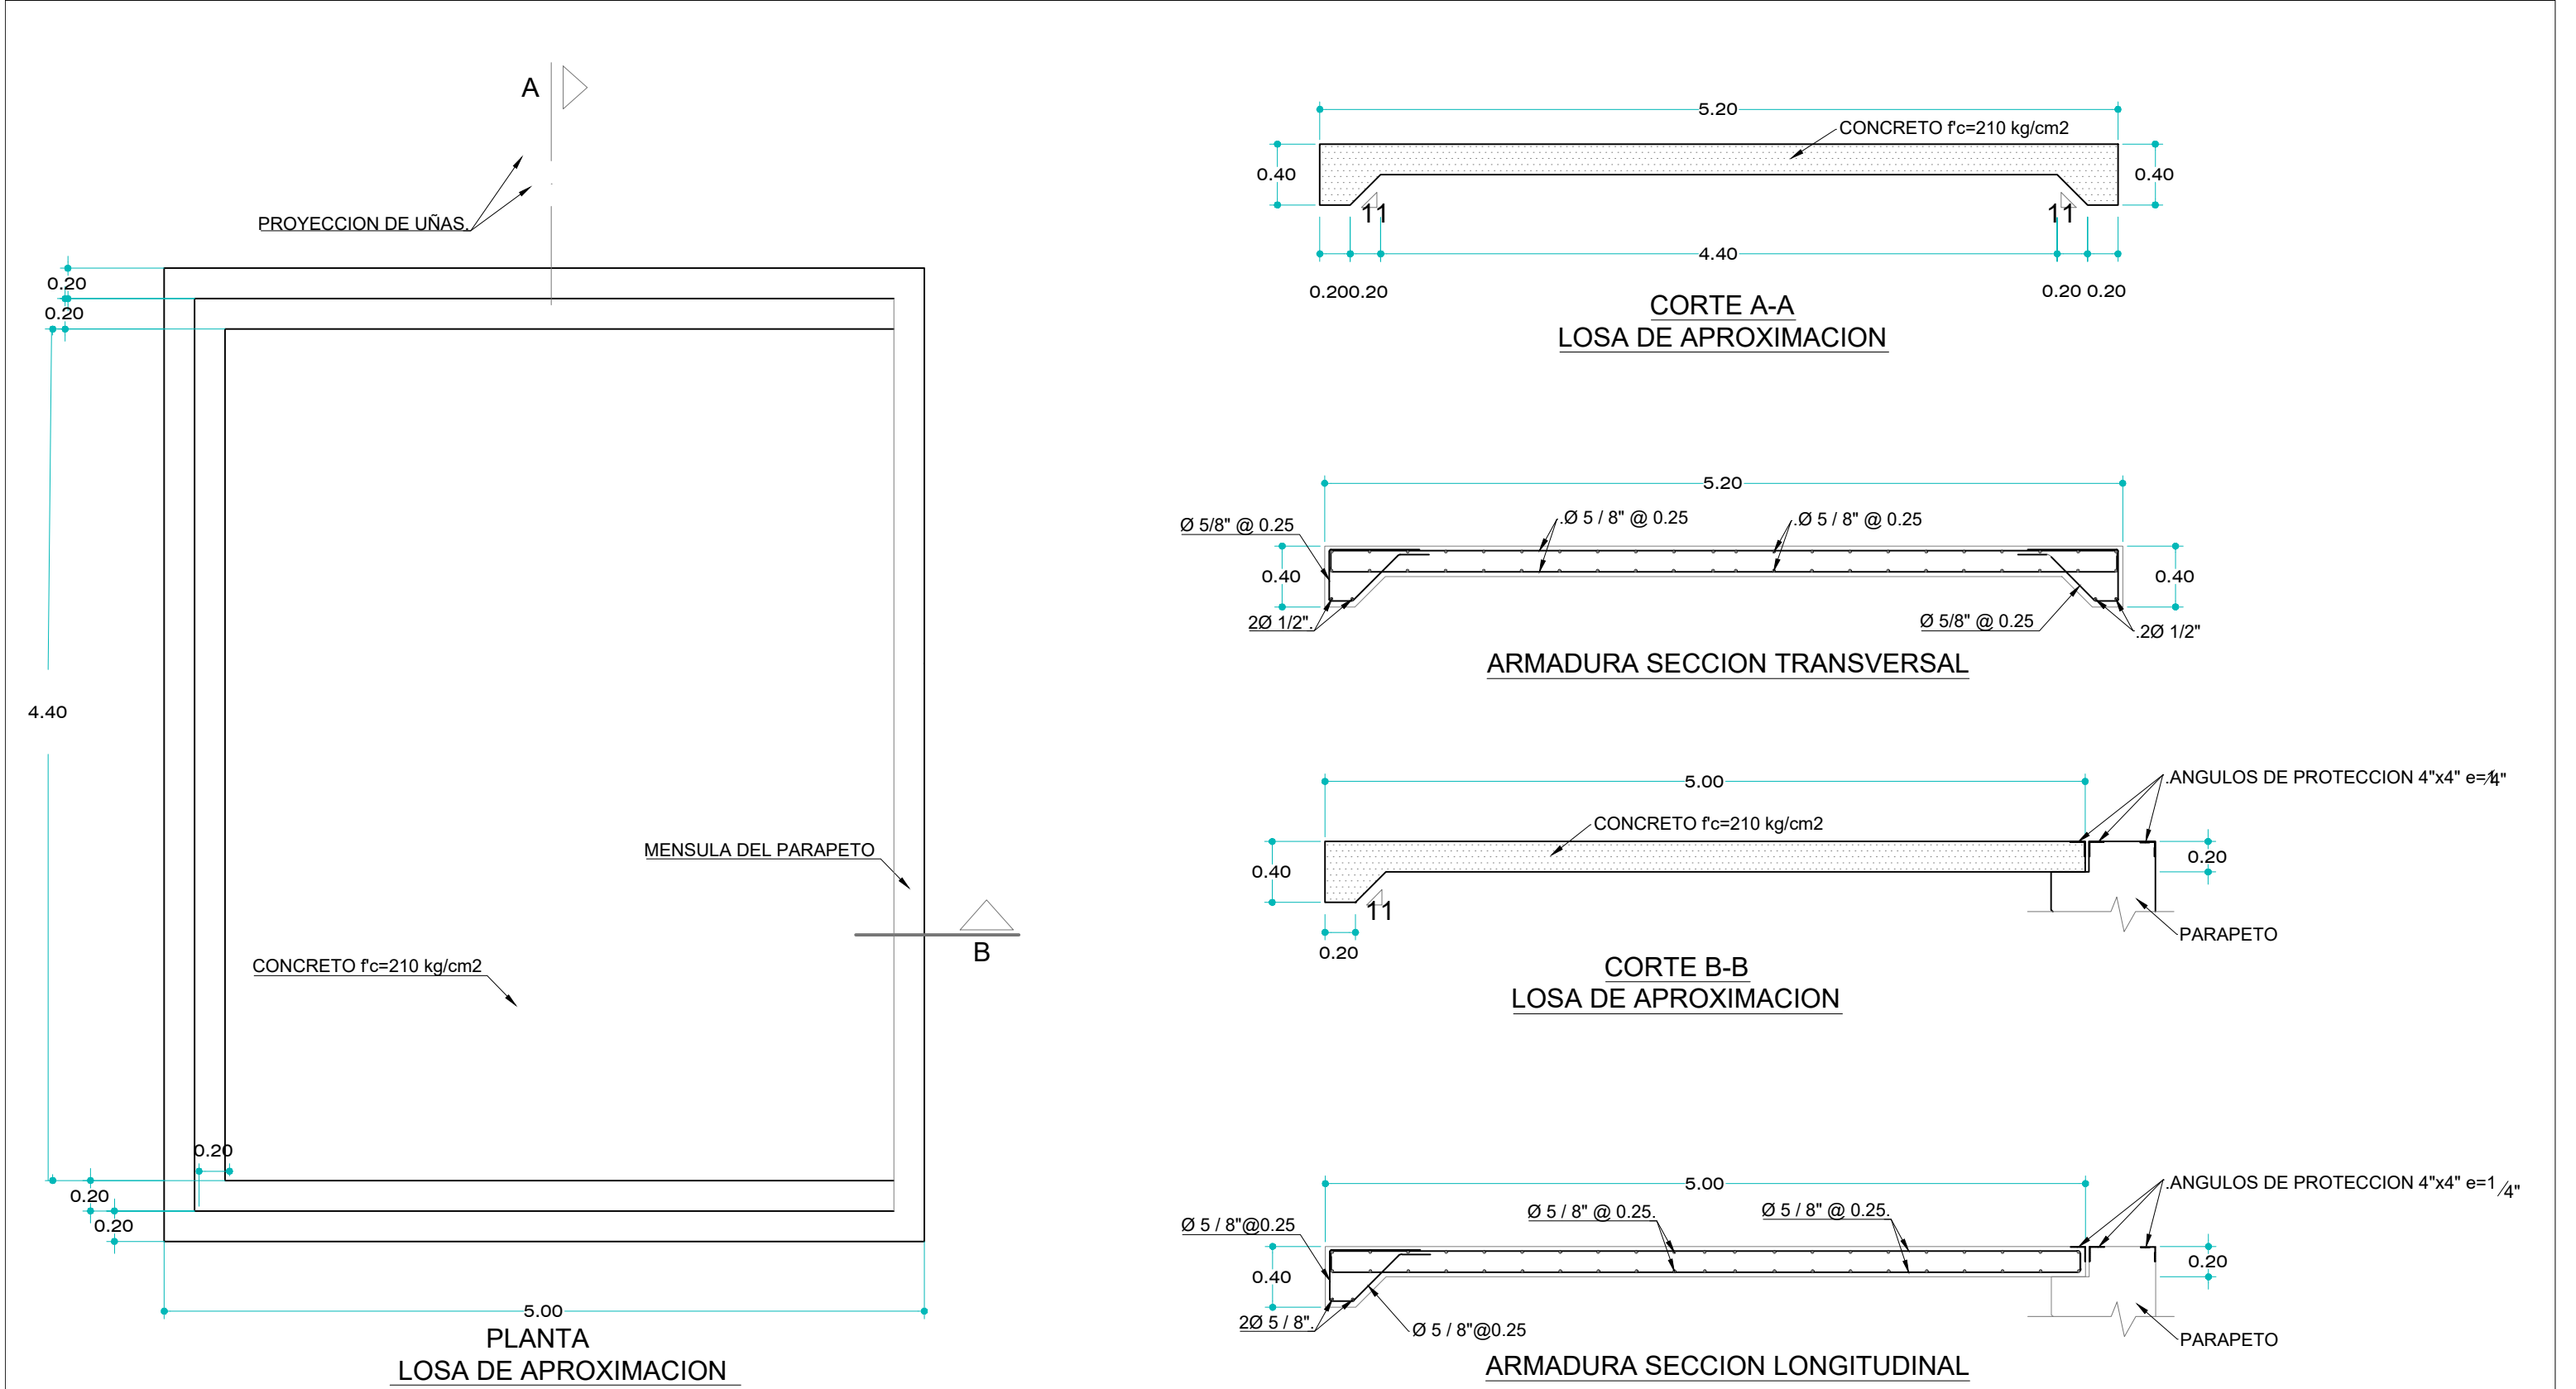 A
PROYECCION DE UÑAS.
0.20
0.20
4.40
MENSULA DEL PARAPETO
B
CONCRETO f'c=210 kg/cm2
0.20
0.20
0.20
5.00
PLANTA
LOSA DE APROXIMACION
5.20
CONCRETO f'c=210 kg/cm2
0.40
0.40
11
11
4.40
0.200.20
0.20 0.20
CORTE A-A
LOSA DE APROXIMACION
5.20
Ø 5/8" @ 0.25
.Ø 5 / 8" @ 0.25
.Ø 5 / 8" @ 0.25
0.40
0.40
2Ø 1/2".
Ø 5/8" @ 0.25
.2Ø 1/2"
ARMADURA SECCION TRANSVERSAL
5.00
.ANGULOS DE PROTECCION 4"x4" e=1/4"
CONCRETO f'c=210 kg/cm2
0.40
0.20
11
0.20
PARAPETO
CORTE B-B
LOSA DE APROXIMACION
5.00
.ANGULOS DE PROTECCION 4"x4" e=1/4"
Ø 5 / 8"@0.25
Ø 5 / 8" @ 0.25.
Ø 5 / 8" @ 0.25.
0.40
0.20
2Ø 5 / 8".
Ø 5 / 8"@0.25
PARAPETO
ARMADURA SECCION LONGITUDINAL